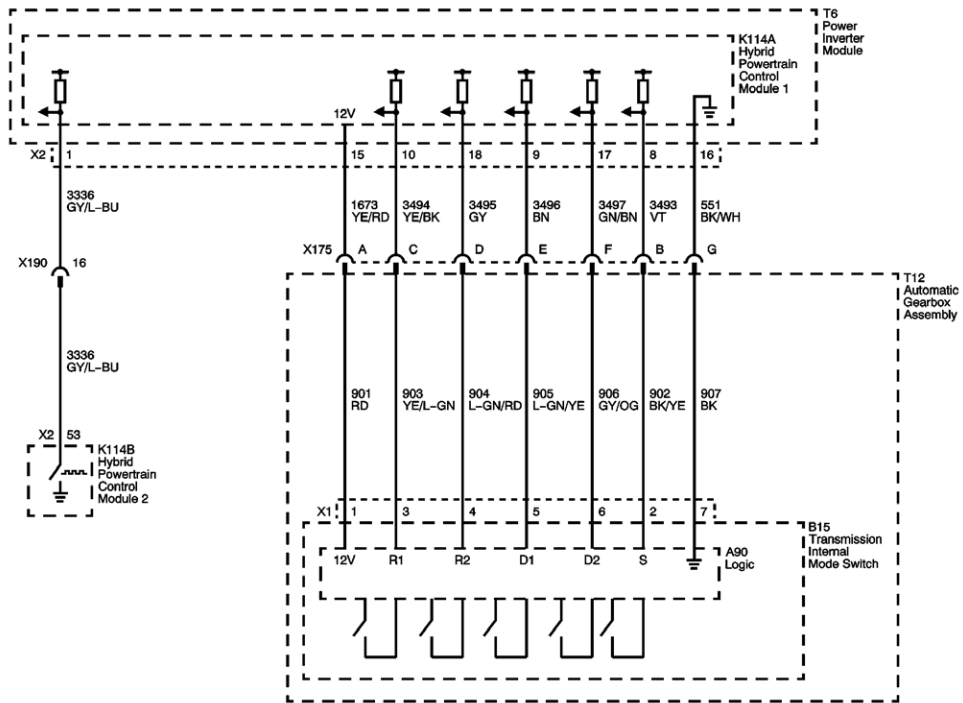 T6
Power
Inverter
Module
K114A
Hybrid
Powertrain
Control
Module 1
12V
X2 1 15 10 18 9 17 8 16
3336
GY/L-BU
1673
YE/RD
3494
YE/BK
3495
GY
3496
BN
3497
GN/BN
3493
VT
551
BK/WH
X175 A C D E F B G
X190 16
T12
Automatic
Gearbox
Assembly
3336
GY/L-BU
901
RD
903
YE/L-GN
904
L-GN/RD
905
L-GN/YE
906
GY/OG
902
BK/YE
907
BK
X2 53
K114B
Hybrid
Powertrain
Control
Module 2
X1 1 3 4 5 6 2 7
B15
Transmission
Internal
Mode Switch
12V R1 R2 D1 D2 S
A90
Logic